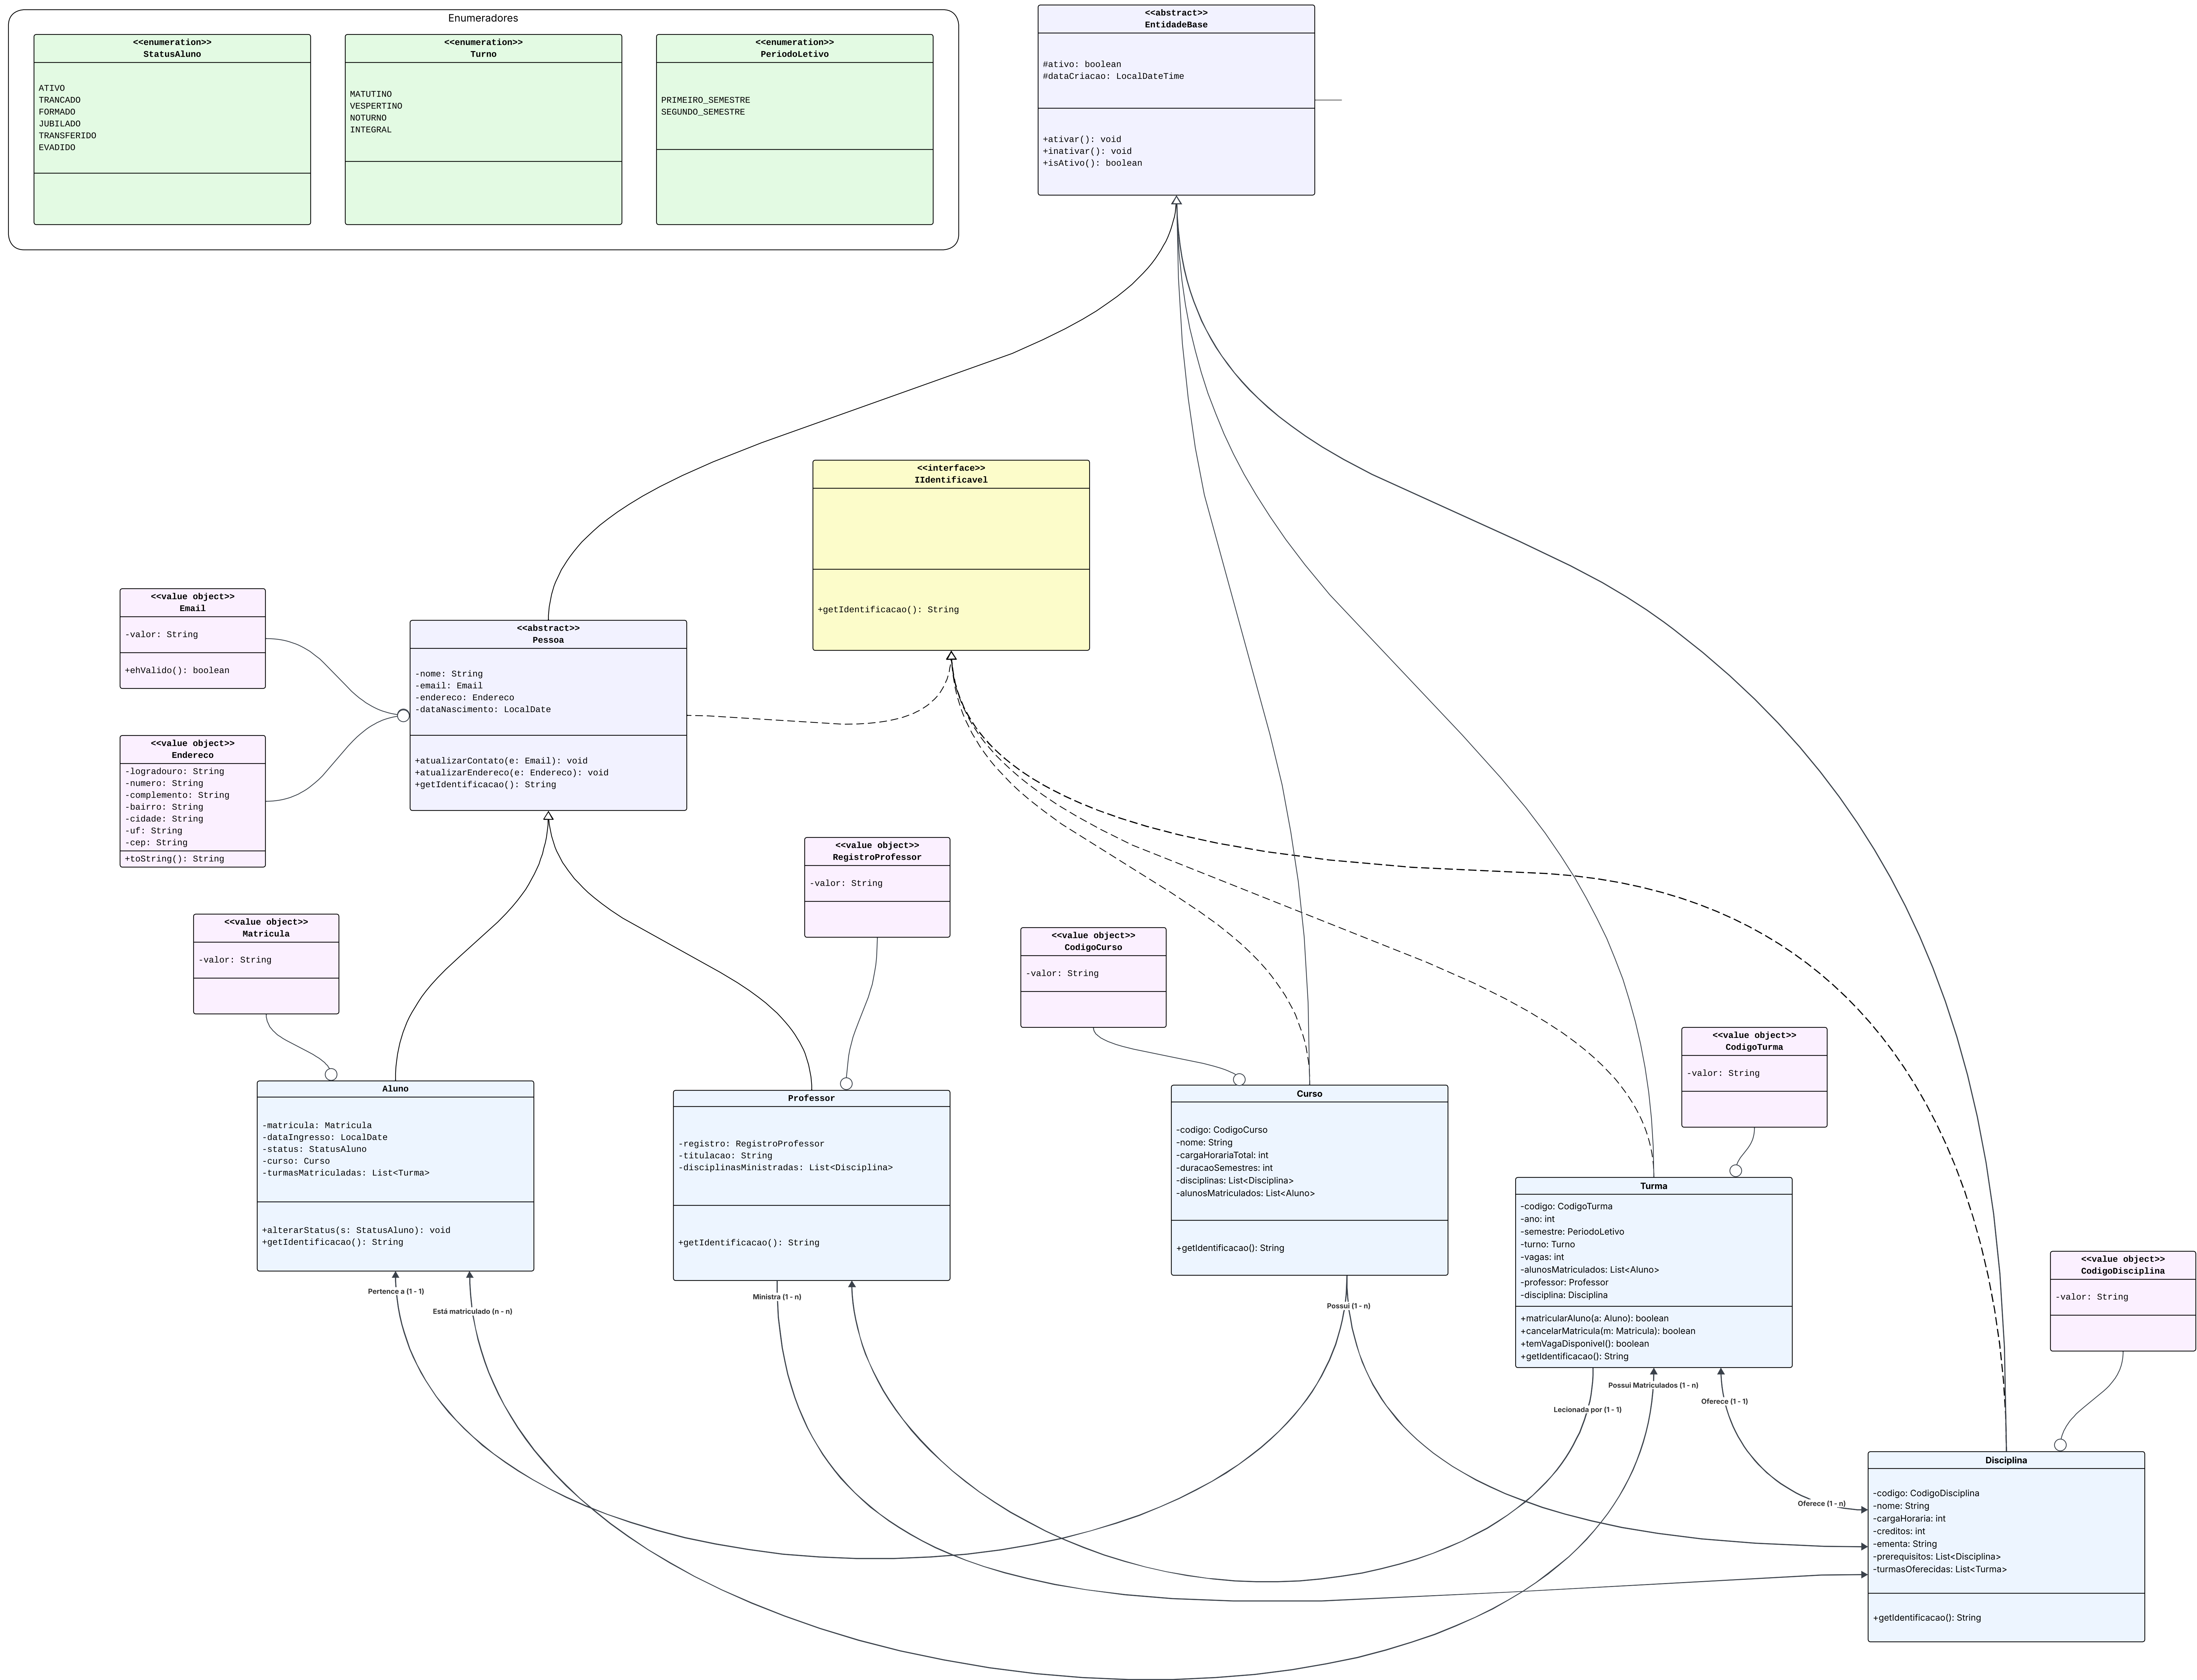 Enumeradores
<<enumeration>>
StatusAluno
ATIVO
TRANCADO
FORMADO
JUBILADO
TRANSFERIDO
EVADIDO
<<enumeration>>
Turno
MATUTINO
VESPERTINO
NOTURNO
INTEGRAL
<<enumeration>>
PeriodoLetivo
PRIMEIRO_SEMESTRE
SEGUNDO_SEMESTRE
<<abstract>>
EntidadeBase
#ativo: boolean
#dataCriacao: LocalDateTime
+ativar(): void
+inativar(): void
+isAtivo(): boolean
<<interface>>
IIdentificavel
+getIdentificacao(): String
<<value object>>
Email
-valor: String
+ehValido(): boolean
<<abstract>>
Pessoa
-nome: String
-email: Email
-endereco: Endereco
-dataNascimento: LocalDate
+atualizarContato(e: Email): void
+atualizarEndereco(e: Endereco): void
+getIdentificacao(): String
<<value object>>
Endereco
-logradouro: String
-numero: String
-complemento: String
-bairro: String
-cidade: String
-uf: String
-cep: String
+toString(): String
<<value object>>
RegistroProfessor
-valor: String
<<value object>>
Matricula
-valor: String
<<value object>>
CodigoCurso
-valor: String
<<value object>>
CodigoTurma
-valor: String
Aluno
-matricula: Matricula
-dataIngresso: LocalDate
-status: StatusAluno
-curso: Curso
-turmasMatriculadas: List<Turma>
+alterarStatus(s: StatusAluno): void
+getIdentificacao(): String
Professor
-registro: RegistroProfessor
-titulacao: String
-disciplinasMinistradas: List<Disciplina>
+getIdentificacao(): String
Curso
-codigo: CodigoCurso
-nome: String
-cargaHorariaTotal: int
-duracaoSemestres: int
-disciplinas: List<Disciplina>
-alunosMatriculados: List<Aluno>
+getIdentificacao(): String
Turma
-codigo: CodigoTurma
-ano: int
-semestre: PeriodoLetivo
-turno: Turno
-vagas: int
-alunosMatriculados: List<Aluno>
-professor: Professor
-disciplina: Disciplina
+matricularAluno(a: Aluno): boolean
+cancelarMatricula(m: Matricula): boolean
+temVagaDisponivel(): boolean
+getIdentificacao(): String
<<value object>>
CodigoDisciplina
-valor: String
Pertence a (1 - 1)
Está matriculado (n - n)
Ministra (1 - n)
Possui (1 - n)
Possui Matriculados (1 - n)
Lecionada por (1 - 1)
Oferece (1 - 1)
Oferece (1 - n)
Disciplina
-codigo: CodigoDisciplina
-nome: String
-cargaHoraria: int
-creditos: int
-ementa: String
-prerequisitos: List<Disciplina>
-turmasOferecidas: List<Turma>
+getIdentificacao(): String